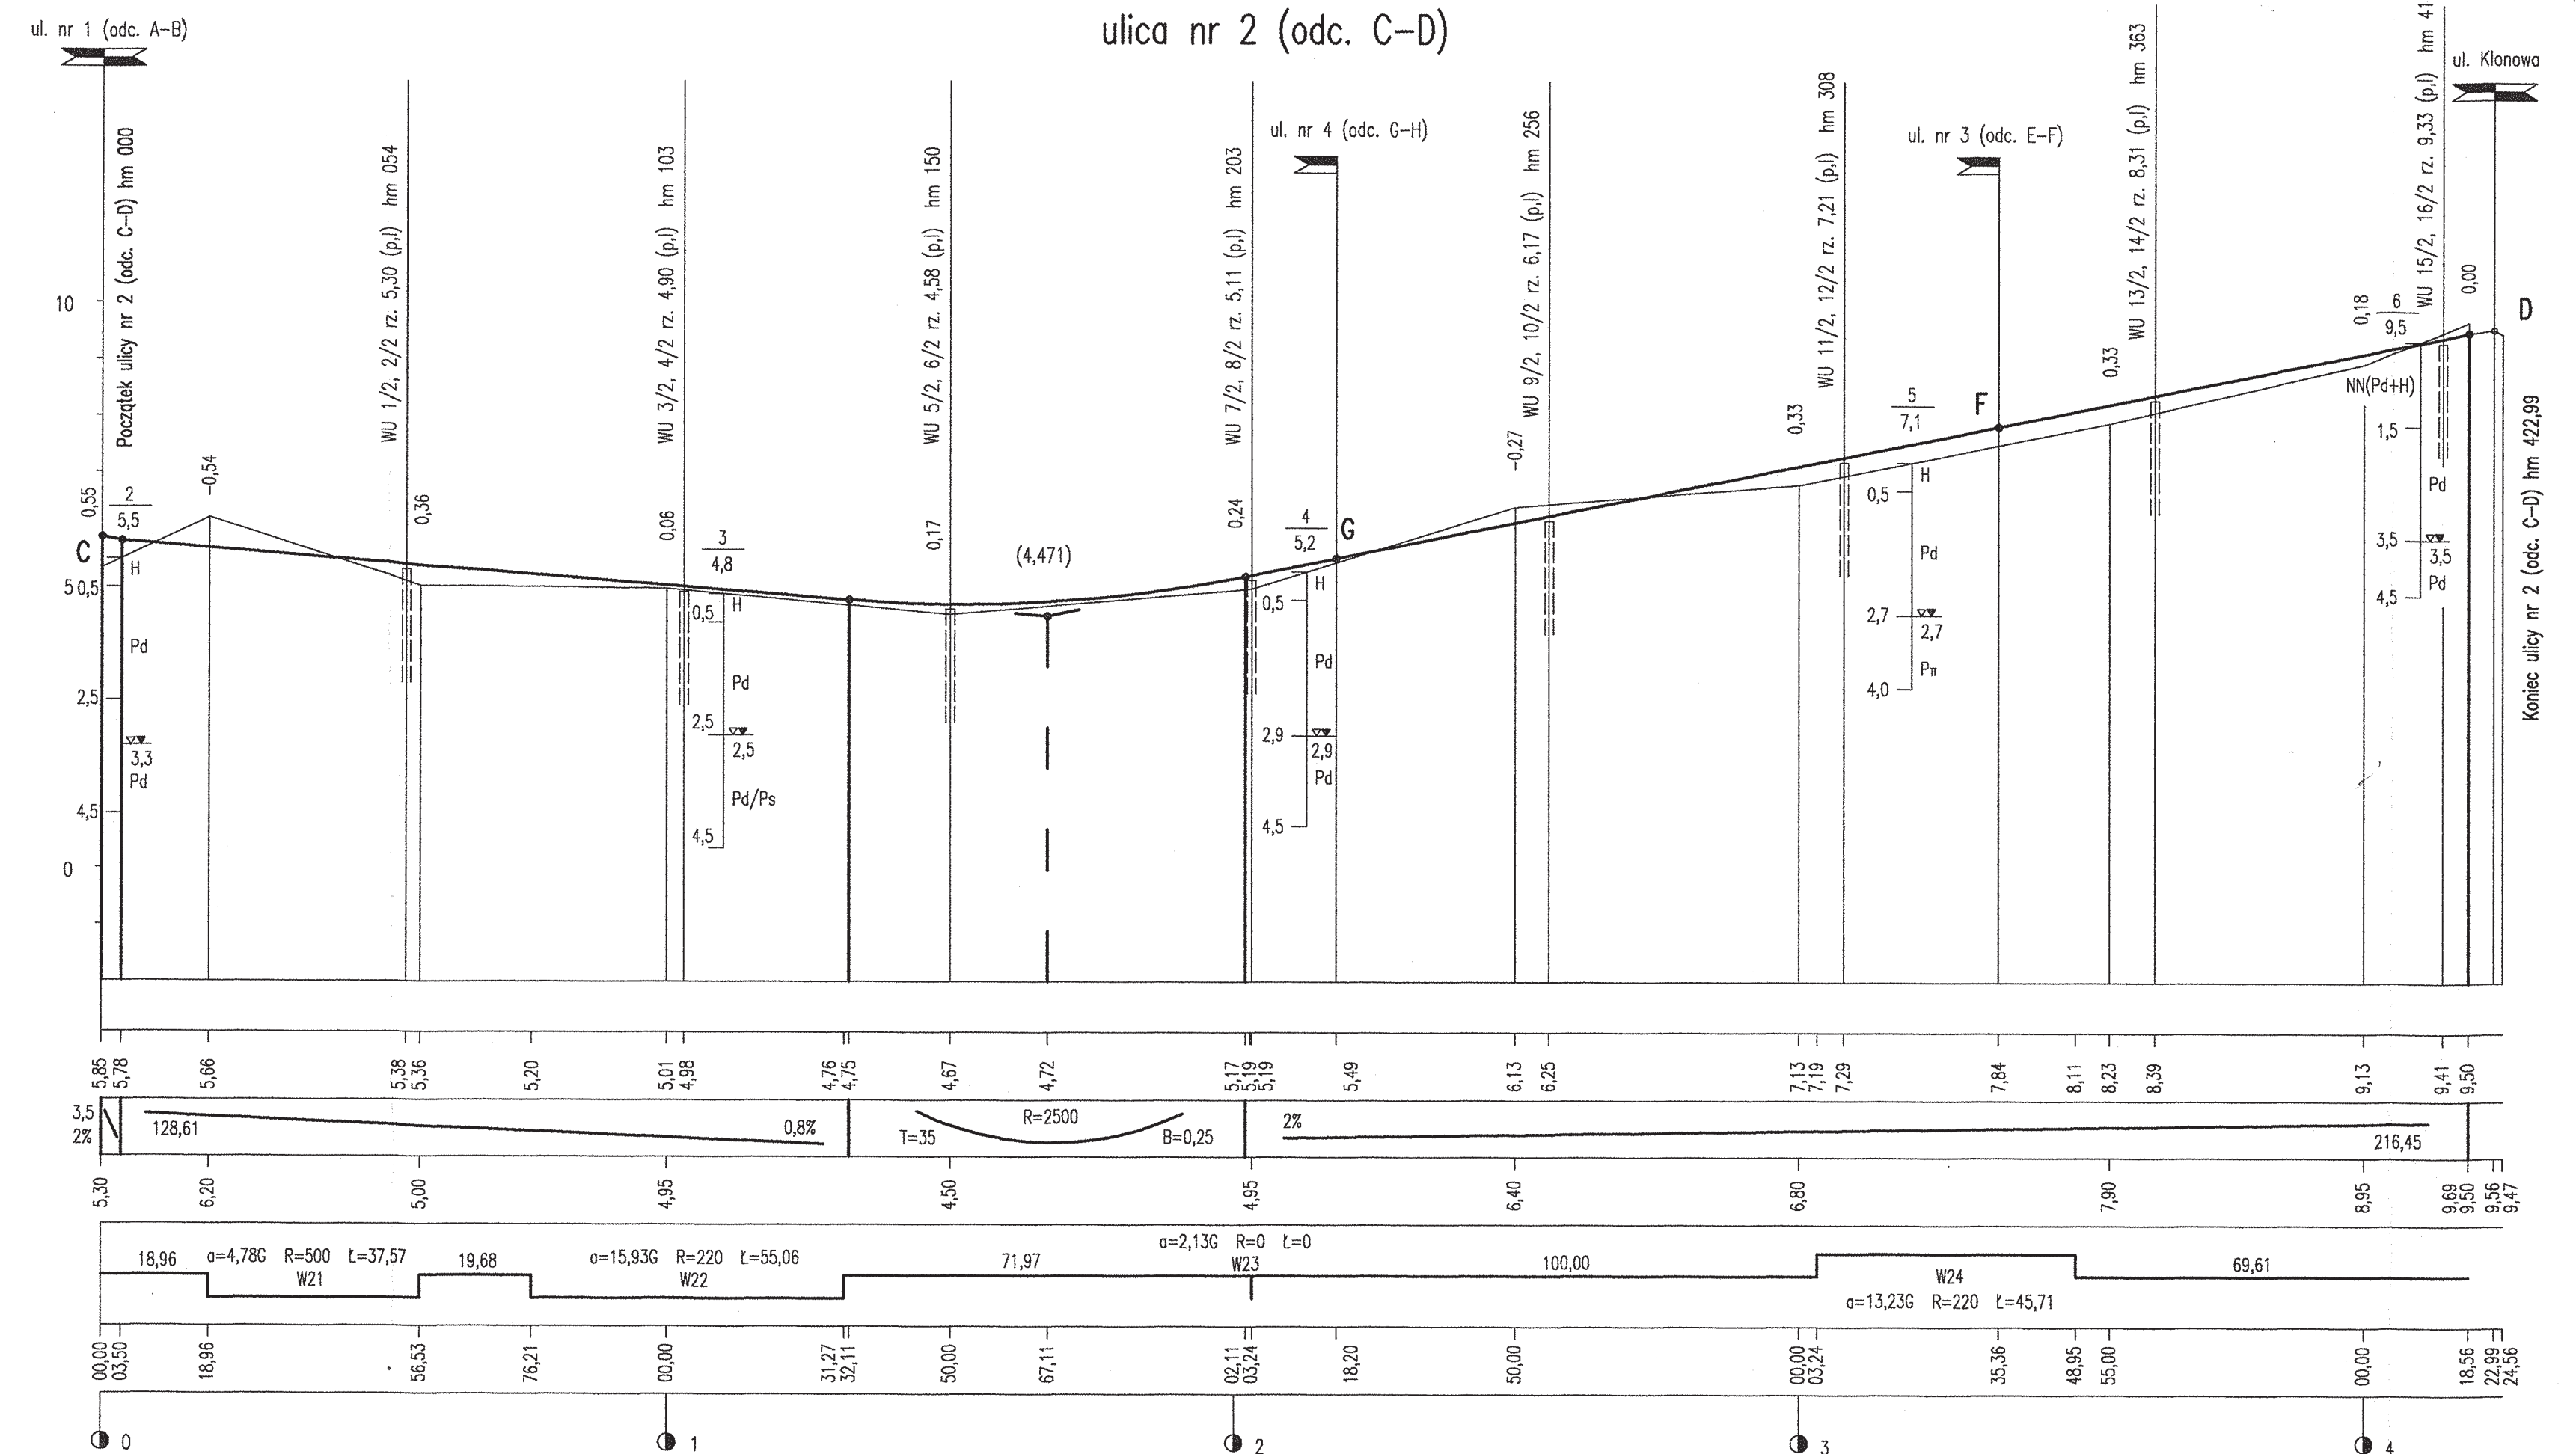 ulica nr 2 (odc. C–D)
ul. nr 1 (odc. A–B)
ul. Klonowa
ul. nr 4 (odc. G–H)
ul. nr 3 (odc. E–F)
Początek ulicy nr 2 (odc. C–D) hm 000
WU 1/2, 2/2 rz. 5,30 (p,l) hm 054
WU 3/2, 4/2 rz. 4,90 (p,l) hm 103
WU 5/2, 6/2 rz. 4,58 (p,l) hm 150
WU 7/2, 8/2 rz. 5,11 (p,l) hm 203
WU 9/2, 10/2 rz. 6,17 (p,l) hm 256
WU 11/2, 12/2 rz. 7,21 (p,l) hm 308
WU 13/2, 14/2 rz. 8,31 (p,l) hm 363
WU 15/2, 16/2 rz. 9,33 (p,l) hm 41
Koniec ulicy nr 2 (odc. C–D) hm 422,99
10
5
0
0,55
-0,54
0,36
0,06
0,17
(4,471)
0,24
-0,27
0,33
0,33
0,18
0,00
C
G
F
D
2
5,5
H
0,5
Pd
2,5
3,3
Pd
4,5
3
4,8
H
0,5
Pd
2,5
2,5
Pd/Ps
4,5
4
5,2
H
0,5
Pd
2,9
2,9
Pd
4,5
5
7,1
H
0,5
Pd
2,7
2,7
Pπ
4,0
6
9,5
NN(Pd+H)
1,5
Pd
3,5
3,5
Pd
4,5
5,85 5,78 5,66 5,38 5,36 5,20 5,01 4,98 4,76 4,75 4,67 4,72 5,17 5,19 5,19 5,49 6,13 6,25 7,13 7,19 7,29 7,84 8,11 8,23 8,39 9,13 9,41 9,50
3,5
2%
128,61
0,8%
T=35
R=2500
B=0,25
2%
216,45
5,30 6,20 5,00 4,95 4,50 4,95 6,40 6,80 7,90 8,95 9,69 9,50 9,56 9,47
18,96
α=4,78G R=500 Ł=37,57
W21
19,68
α=15,93G R=220 Ł=55,06
W22
71,97
α=2,13G R=0 Ł=0
W23
100,00
W24
α=13,23G R=220 Ł=45,71
69,61
00,00 03,50 18,96 56,53 76,21 00,00 31,27 32,11 50,00 67,11 02,11 03,24 18,20 50,00 00,00 03,24 35,36 48,95 55,00 00,00 18,56 22,99 24,56
0 1 2 3 4